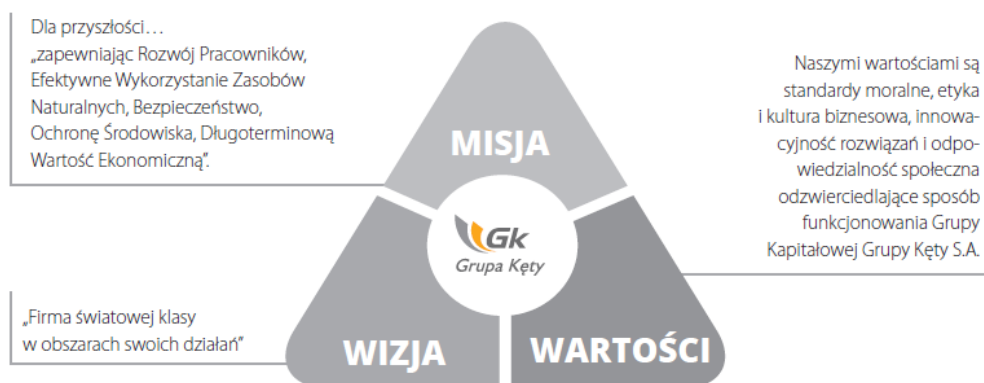 Dla przyszłości…
„zapewniając Rozwój Pracowników,
Efektywne Wykorzystanie Zasobów
Naturalnych, Bezpieczeństwo,
Ochronę Środowiska, Długoterminową
Wartość Ekonomiczną”.
MISJA
Naszymi wartościami są
standardy moralne, etyka
i kultura biznesowa, innowa-
cyjność rozwiązań i odpo-
wiedzialność społeczna
odzwierciedlające sposób
funkcjonowania Grupy
Kapitałowej Grupy Kęty S.A.
Gk
Grupa Kęty
„Firma światowej klasy
w obszarach swoich działań”
WIZJA
WARTOŚCI